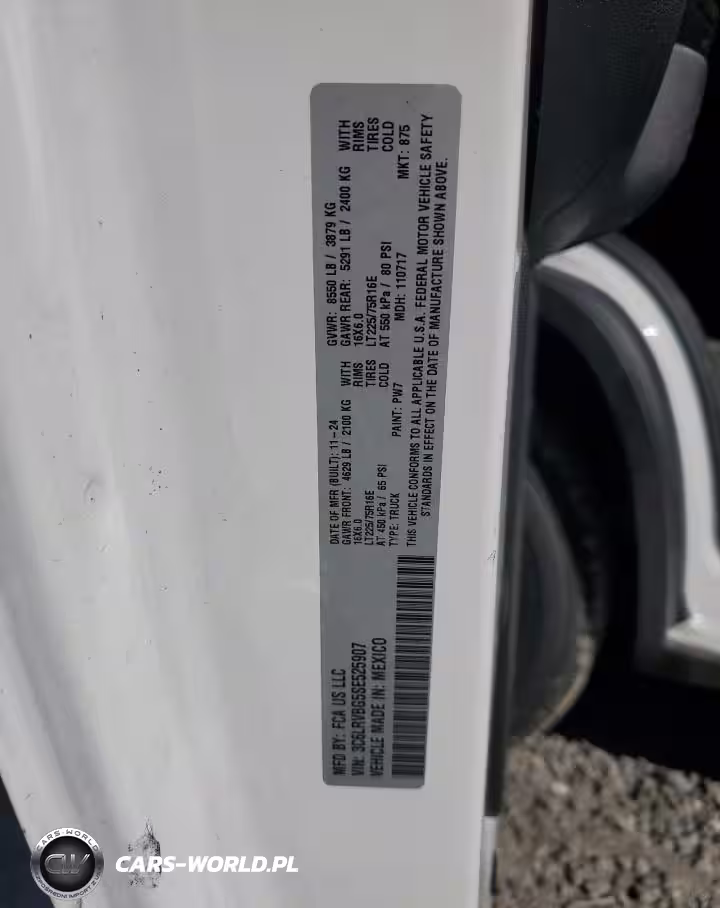 MFD BY: FCA US LLC
VIN: 3C6LRVBG5SE525907
VEHICLE MADE IN: MEXICO
DATE OF MFR (BUILT): 11-24
GVWR: 8550 LB / 3879 KG
GAWR FRONT: 4629 LB / 2100 KG WITH
GAWR REAR: 5291 LB / 2400 KG WITH
16X6.0 RIMS
16X6.0 RIMS
LT225/75R16E TIRES
LT225/75R16E TIRES
AT 450 kPa / 65 PSI COLD
AT 550 kPa / 80 PSI COLD
TYPE: TRUCK PAINT: PW7 MDH: 110717 MKT: 875
THIS VEHICLE CONFORMS TO ALL APPLICABLE U.S.A. FEDERAL MOTOR VEHICLE SAFETY
STANDARDS IN EFFECT ON THE DATE OF MANUFACTURE SHOWN ABOVE.
CARS-WORLD
CW
CARS-WORLD.PL